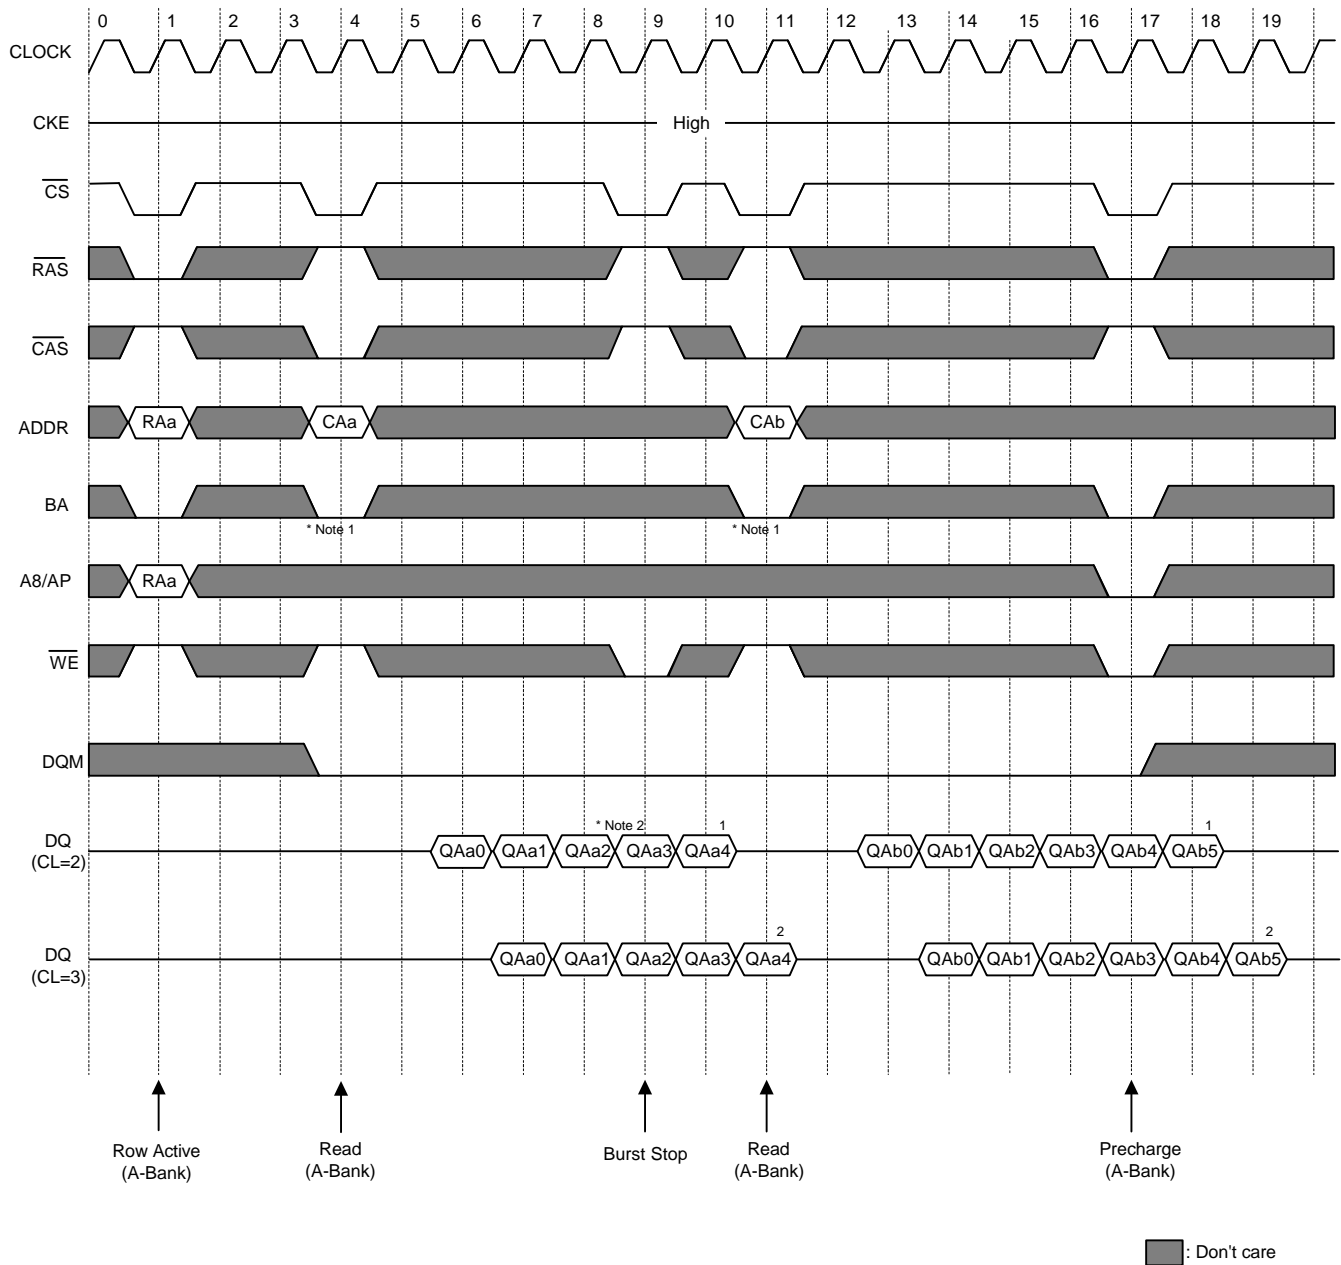 0 1 2 3 4 5 6 7 8 9 10 11 12 13 14 15 16 17 18 19
CLOCK
CKE High
CS
RAS
CAS
ADDR RAa CAa CAb
BA
* Note 1 * Note 1
A8/AP RAa
WE
DQM
* Note 2 1 1
DQ
(CL=2)
QAa0 QAa1 QAa2 QAa3 QAa4 QAb0 QAb1 QAb2 QAb3 QAb4 QAb5
2 2
DQ
(CL=3)
QAa0 QAa1 QAa2 QAa3 QAa4 QAb0 QAb1 QAb2 QAb3 QAb4 QAb5
Row Active
(A-Bank)
Read
(A-Bank)
Burst Stop
Read
(A-Bank)
Precharge
(A-Bank)
: Don't care